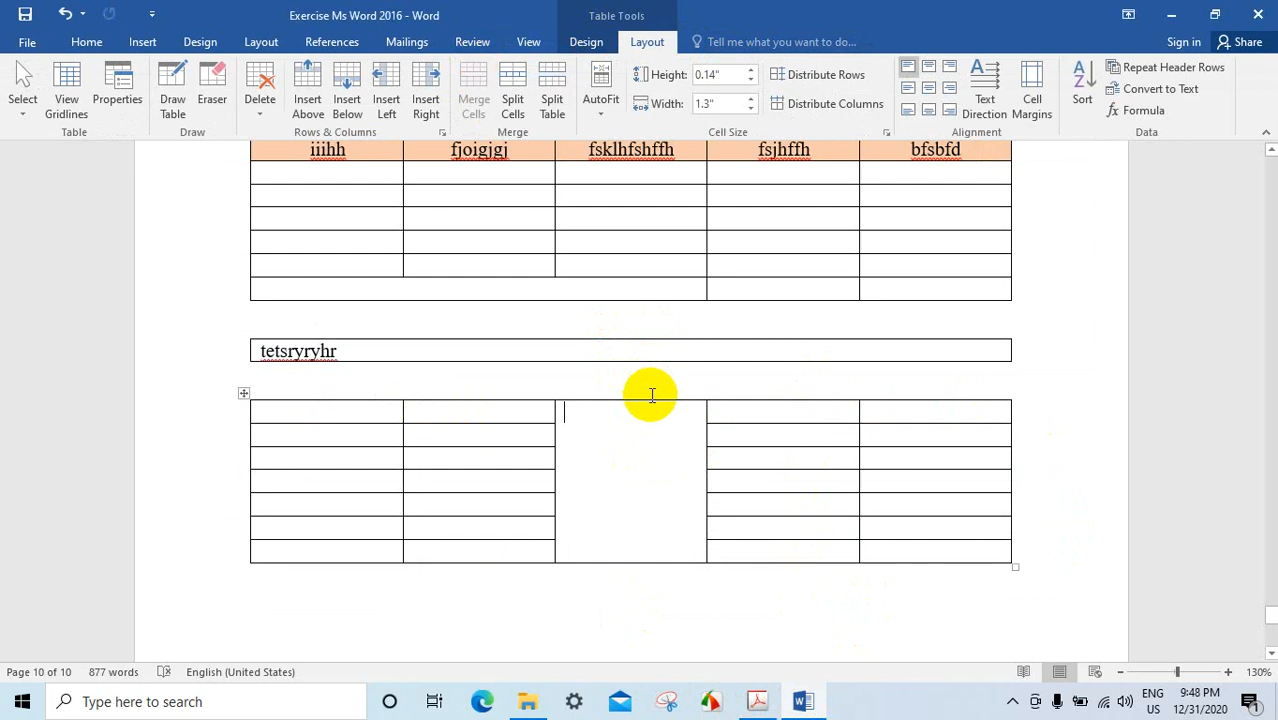 Exercise Ms Word 2016 - Word
Table Tools
File Home Insert Design Layout References Mailings Review View Design Layout Tell me what you want to do... Sign in Share
Select
View Gridlines
Properties
Table
Draw Table
Eraser
Draw
Delete
Insert Above
Insert Below
Insert Left
Insert Right
Rows & Columns
Merge Cells
Split Cells
Split Table
Merge
AutoFit
Height: 0.14"
Width: 1.3"
Distribute Rows
Distribute Columns
Cell Size
Text Direction
Cell Margins
Alignment
Sort
Repeat Header Rows
Convert to Text
Formula
Data
iiihh fjoigjgj fsklhfshffh fsjhffh bfsbfd
tetsryryhr
Page 10 of 10 877 words English (United States) 130%
Type here to search
ENG US
9:48 PM
12/31/2020
1